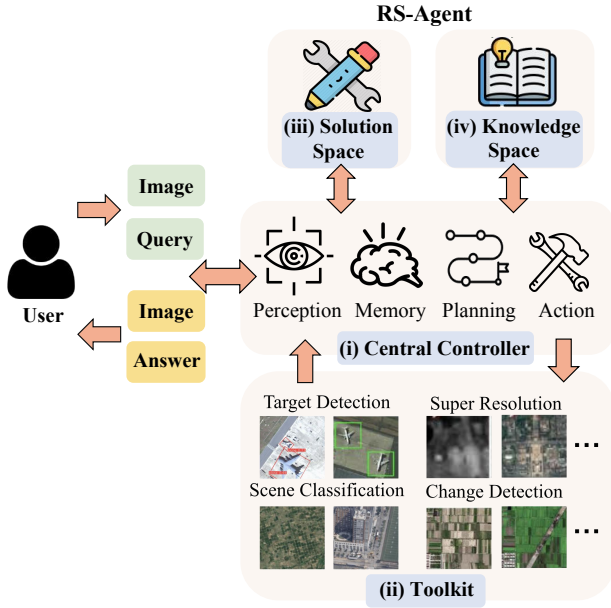 RS-Agent
(iii) Solution
Space
(iv) Knowledge
Space
Image
Query
User
Image
Answer
Perception
Memory
Planning
Action
(i) Central Controller
Target Detection
Super Resolution
...
Scene Classification
Change Detection
...
(ii) Toolkit